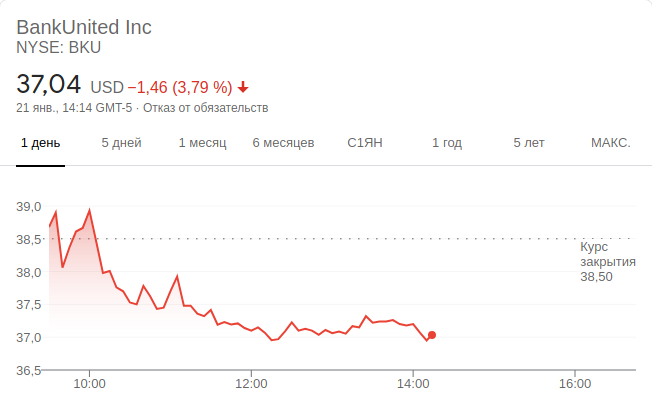 BankUnited Inc
NYSE: BKU
37,04 USD −1,46 (3,79 %)
21 янв., 14:14 GMT-5 · Отказ от обязательств
1 день 5 дней 1 месяц 6 месяцев С1ЯН 1 год 5 лет МАКС.
39,0
38,5
Курс
закрытия
38,50
38,0
37,5
37,0
36,5
10:00 12:00 14:00 16:00